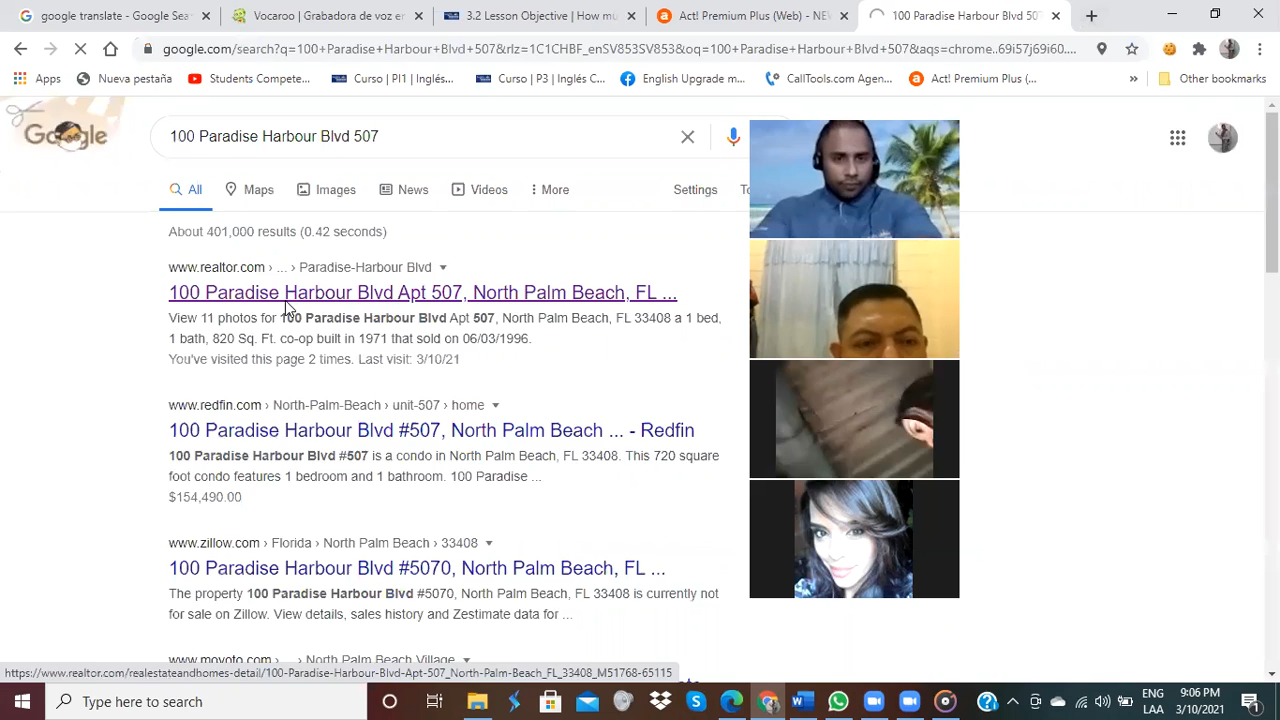 google translate - Google Sea
Vocaroo | Grabadora de voz
3.2 Lesson Objective | How mu
Act! Premium Plus (Web) - NEV
100 Paradise Harbour Blvd 507
google.com/search?q=100+Paradise+Harbour+Blvd+507&rlz=1C1CHBF_enSV853SV853&oq=100+Paradise+Harbour+Blvd+507&aqs=chrome..69i57j69i60....
Apps
Nueva pestaña
Students Compete...
Curso | PI1 | Inglés...
Curso | P3 | Inglés C...
English Upgrade m...
CallTools.com Agen...
Act! Premium Plus (...
»
Other bookmarks
Google
100 Paradise Harbour Blvd 507
All
Maps
Images
News
Videos
More
Settings
About 401,000 results (0.42 seconds)
www.realtor.com › ... › Paradise-Harbour Blvd
100 Paradise Harbour Blvd Apt 507, North Palm Beach, FL ...
View 11 photos for 100 Paradise Harbour Blvd Apt 507, North Palm Beach, FL 33408 a 1 bed,
1 bath, 820 Sq. Ft. co-op built in 1971 that sold on 06/03/1996.
You've visited this page 2 times. Last visit: 3/10/21
www.redfin.com › North-Palm-Beach › unit-507 › home
100 Paradise Harbour Blvd #507, North Palm Beach ... - Redfin
100 Paradise Harbour Blvd #507 is a condo in North Palm Beach, FL 33408. This 720 square
foot condo features 1 bedroom and 1 bathroom. 100 Paradise ...
$154,490.00
www.zillow.com › Florida › North Palm Beach › 33408
100 Paradise Harbour Blvd #5070, North Palm Beach, FL ...
The property 100 Paradise Harbour Blvd #5070, North Palm Beach, FL 33408 is currently not
for sale on Zillow. View details, sales history and Zestimate data for ...
www.movoto.com › ... › North Palm Beach Village
https://www.realtor.com/realestateandhomes-detail/100-Paradise-Harbour-Blvd-Apt-507_North-Palm-Beach_FL_33408_M51768-65115
Type here to search
ENG
LAA
9:06 PM
3/10/2021